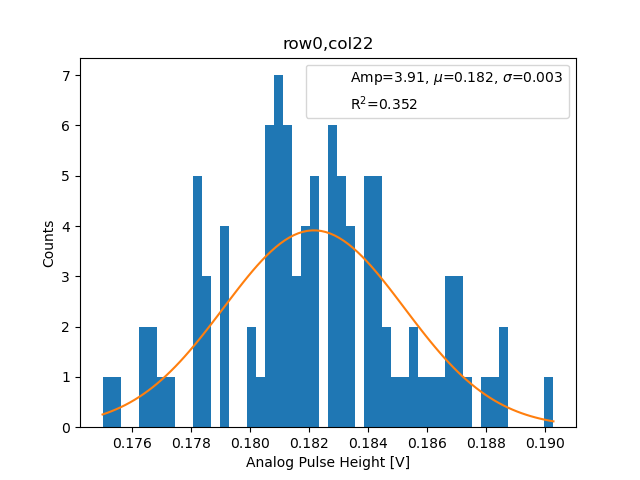 row0,col22
Amp=3.91, μ=0.182, σ=0.003
R²=0.352
7
6
5
4
3
2
1
0
Counts
0.176 0.178 0.180 0.182 0.184 0.186 0.188 0.190
Analog Pulse Height [V]